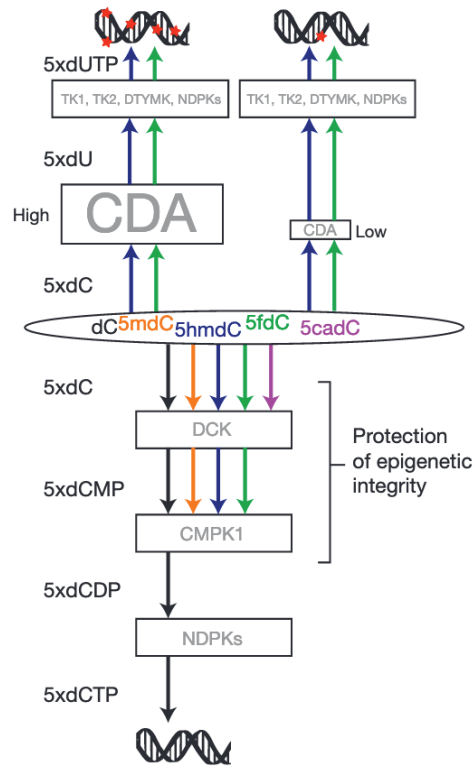 5xdUTP
TK1, TK2, DTYMK, NDPKs
TK1, TK2, DTYMK, NDPKs
5xdU
High
CDA
CDA
Low
5xdC
dC 5mdC 5hmdC 5fdC 5cadC
5xdC
DCK
Protection
of epigenetic
integrity
5xdCMP
CMPK1
5xdCDP
NDPKs
5xdCTP